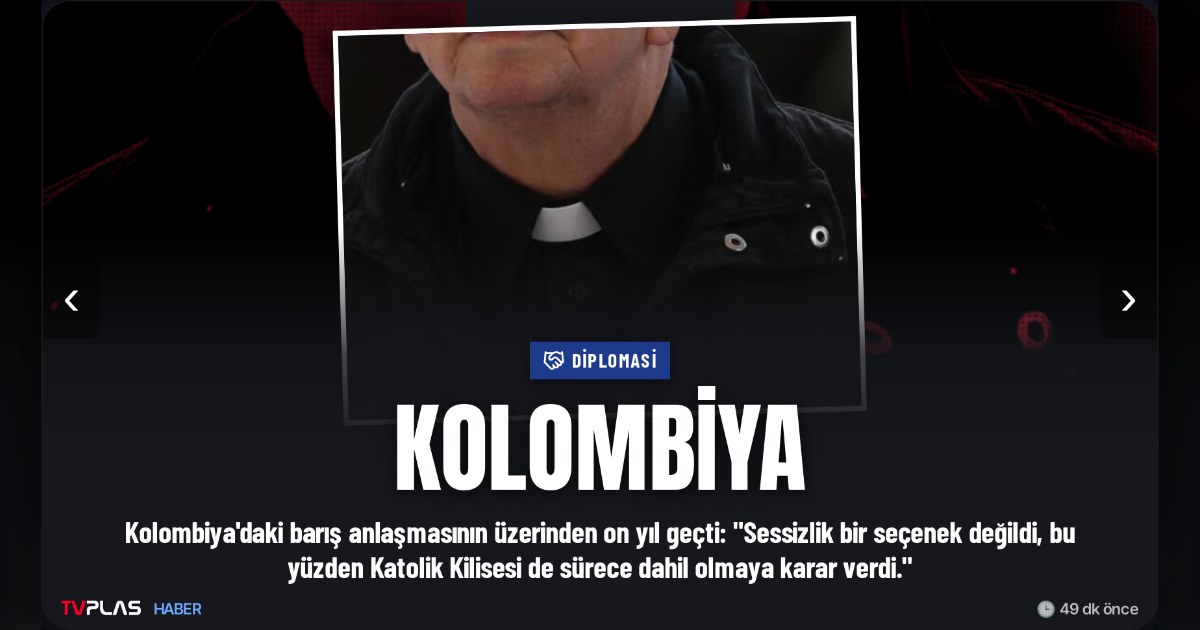 DİPLOMASİ
KOLOMBİYA
Kolombiya'daki barış anlaşmasının üzerinden on yıl geçti: "Sessizlik bir seçenek değildi, bu
yüzden Katolik Kilisesi de sürece dahil olmaya karar verdi."
TVPLAS HABER
49 dk önce